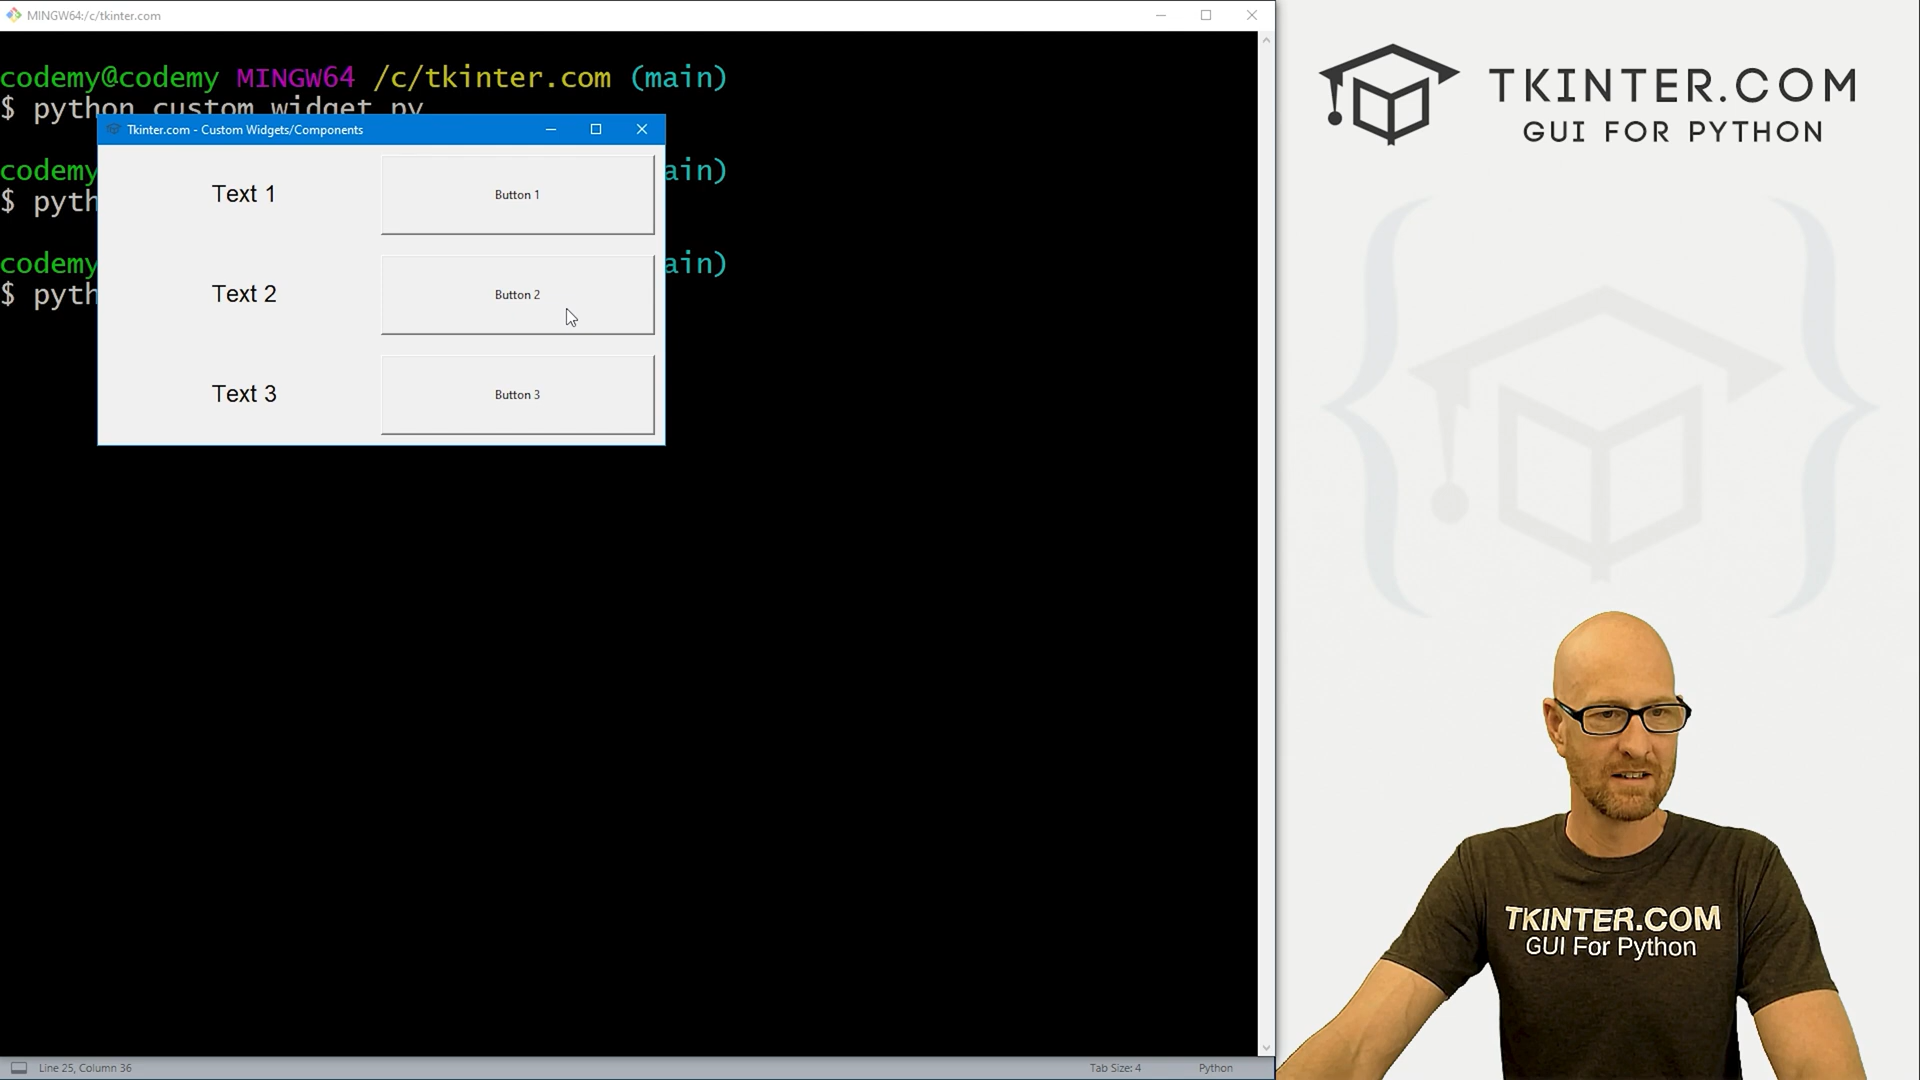 MINGW64:/c/tkinter.com
codemy@codemy MINGW64 /c/tkinter.com (main)
$ python custom_widget.py
Tkinter.com - Custom Widgets/Components
codemy ain)
$ pyth
codemy ain)
$ pyth
Text 1 Button 1
Text 2 Button 2
Text 3 Button 3
Line 25, Column 36 Tab Size: 4 Python
TKINTER.COM
GUI FOR PYTHON
TKINTER.COM
GUI For Python